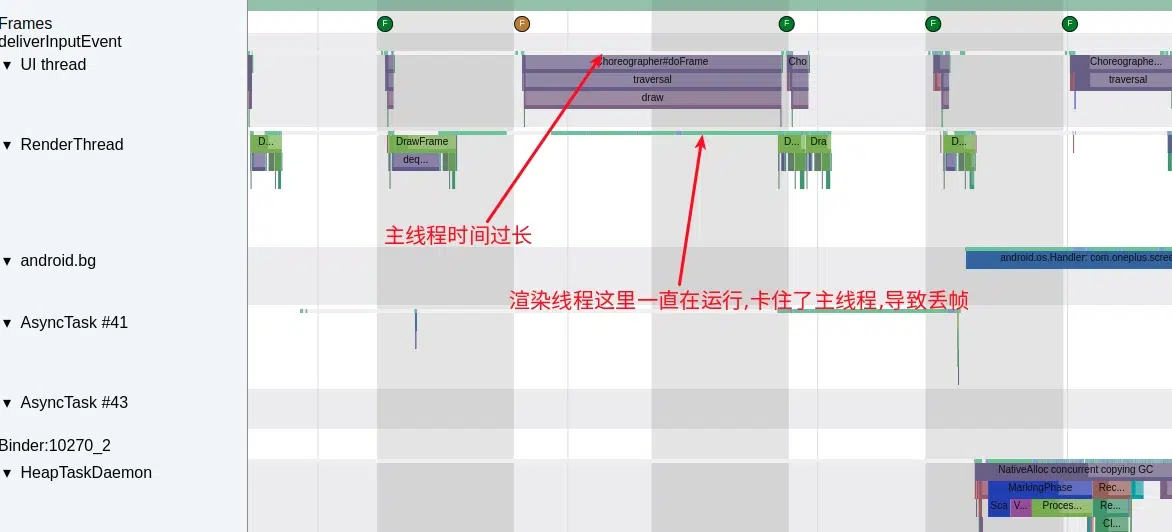 Frames
F
F
F
F
F
deliverInputEvent
UI thread
Choreographer#doFrame
Cho
Choreographe...
traversal
traversal
draw
RenderThread
D...
DrawFrame
D...
Dra
D...
deq...
主线程时间过长
android.bg
android.os.Handler: com.oneplus.scree
渲染线程这里一直在运行,卡住了主线程,导致丢帧
AsyncTask #41
AsyncTask #43
Binder:10270_2
HeapTaskDaemon
NativeAlloc concurrent copying GC
MarkingPhase
Rec...
Sca
V...
Proces...
Re...
Cl...